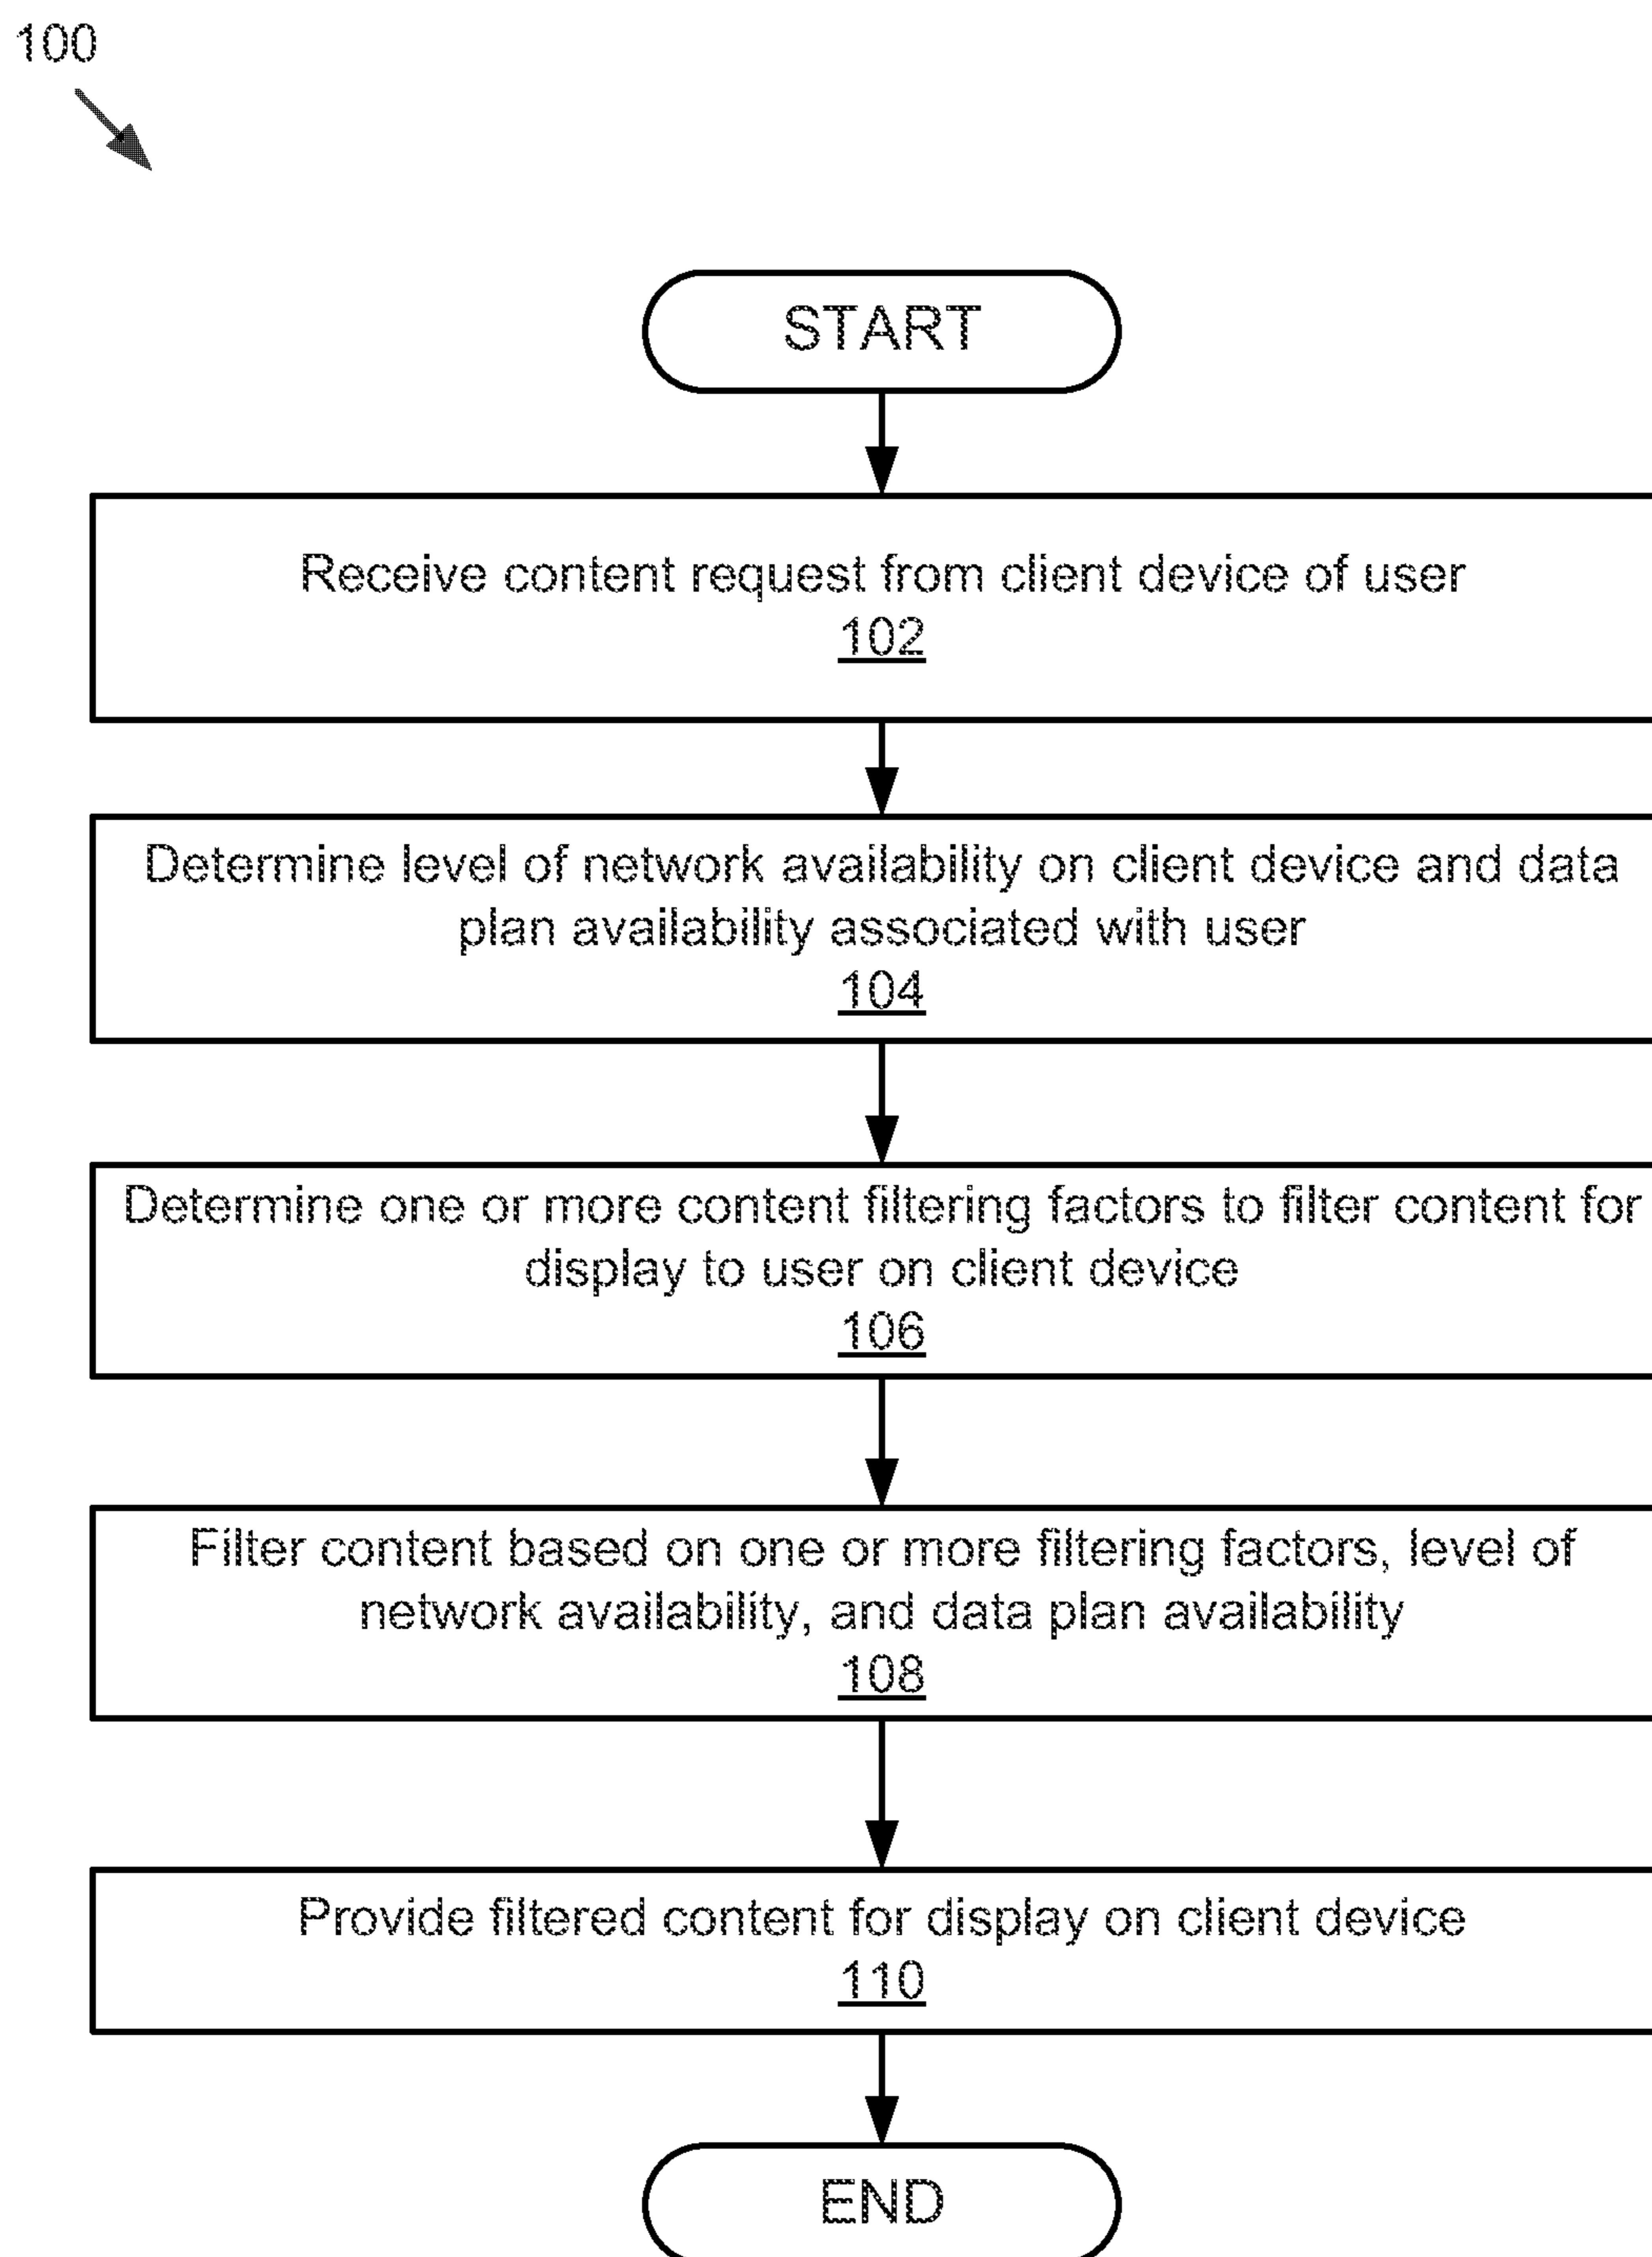 100
START
Receive content request from client device of user
102
Determine level of network availability on client device and data
plan availability associated with user
104
Determine one or more content filtering factors to filter content for
display to user on client device
106
Filter content based on one or more filtering factors, level of
network availability, and data plan availability
108
Provide filtered content for display on client device
110
END